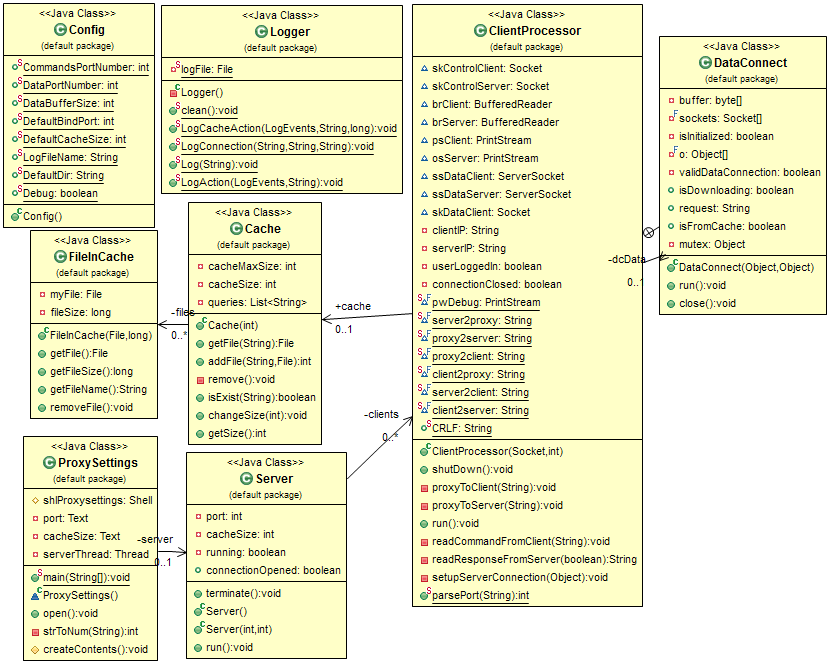 <<Java Class>>
Config
(default package)
CommandsPortNumber: int
DataPortNumber: int
DataBufferSize: int
DefaultBindPort: int
DefaultCacheSize: int
LogFileName: String
DefaultDir: String
Debug: boolean
Config()
<<Java Class>>
Logger
(default package)
logFile: File
Logger()
clean():void
LogCacheAction(LogEvents,String,long):void
LogConnection(String,String,String):void
Log(String):void
LogAction(LogEvents,String):void
<<Java Class>>
ClientProcessor
(default package)
skControlClient: Socket
skControlServer: Socket
brClient: BufferedReader
brServer: BufferedReader
psClient: PrintStream
osServer: PrintStream
ssDataClient: ServerSocket
ssDataServer: ServerSocket
skDataClient: Socket
clientIP: String
serverIP: String
userLoggedIn: boolean
connectionClosed: boolean
pwDebug: PrintStream
server2proxy: String
proxy2server: String
proxy2client: String
client2proxy: String
server2client: String
client2server: String
CRLF: String
ClientProcessor(Socket,int)
shutDown():void
proxyToClient(String):void
proxyToServer(String):void
run():void
readCommandFromClient(String):void
readResponseFromServer(boolean):String
setupServerConnection(Object):void
parsePort(String):int
<<Java Class>>
DataConnect
(default package)
buffer: byte[]
sockets: Socket[]
isInitialized: boolean
o: Object[]
validDataConnection: boolean
isDownloading: boolean
request: String
isFromCache: boolean
mutex: Object
DataConnect(Object,Object)
run():void
close():void
-dcData
0..1
<<Java Class>>
FileInCache
(default package)
myFile: File
fileSize: long
FileInCache(File,long)
getFile():File
getFileSize():long
getFileName():String
removeFile():void
-files
0..*
<<Java Class>>
Cache
(default package)
cacheMaxSize: int
cacheSize: int
queries: List<String>
Cache(int)
getFile(String):File
addFile(String,File):int
remove():void
isExist(String):boolean
changeSize(int):void
getSize():int
+cache
0..1
<<Java Class>>
ProxySettings
(default package)
shlProxysettings: Shell
port: Text
cacheSize: Text
serverThread: Thread
main(String[]):void
ProxySettings()
open():void
strToNum(String):int
createContents():void
-server
0..1
<<Java Class>>
Server
(default package)
port: int
cacheSize: int
running: boolean
connectionOpened: boolean
terminate():void
Server()
Server(int,int)
run():void
-clients
0..*